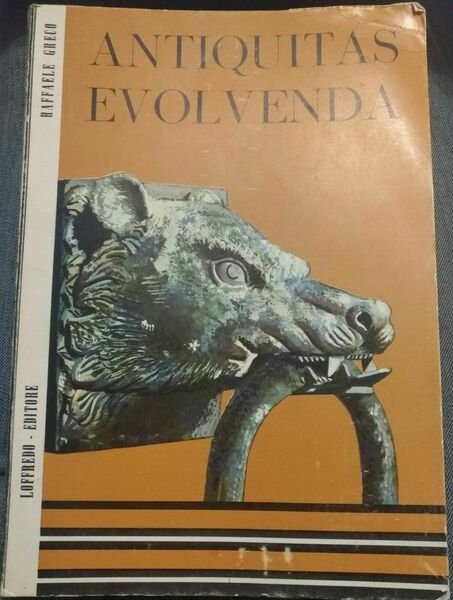 ANTIQUITAS
EVOLVENDA
RAFFAELE GRECO
LOFFREDO - EDITORE